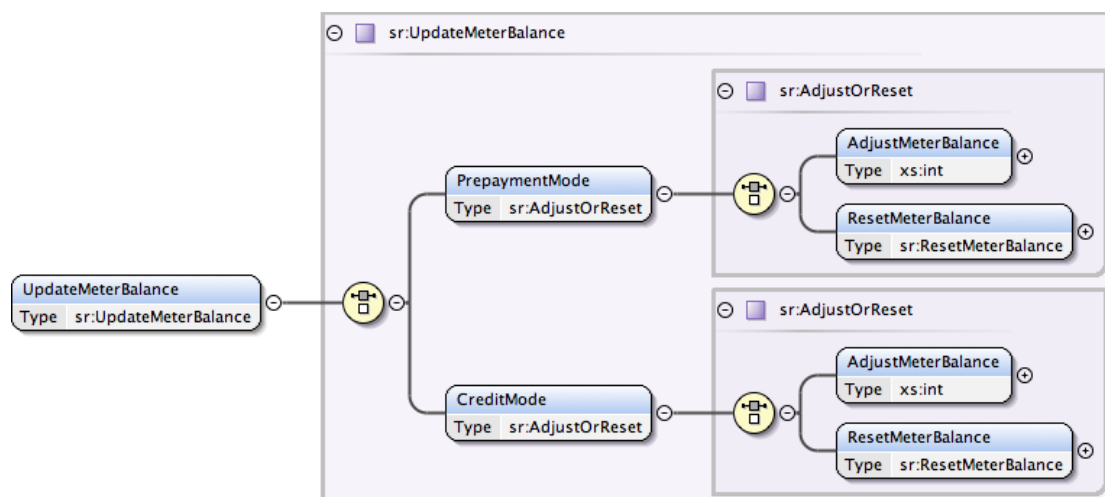 sr:UpdateMeterBalance
sr:AdjustOrReset
AdjustMeterBalance
Type xs:int
PrepaymentMode
Type sr:AdjustOrReset
ResetMeterBalance
Type sr:ResetMeterBalance
UpdateMeterBalance
Type sr:UpdateMeterBalance
sr:AdjustOrReset
AdjustMeterBalance
Type xs:int
CreditMode
Type sr:AdjustOrReset
ResetMeterBalance
Type sr:ResetMeterBalance